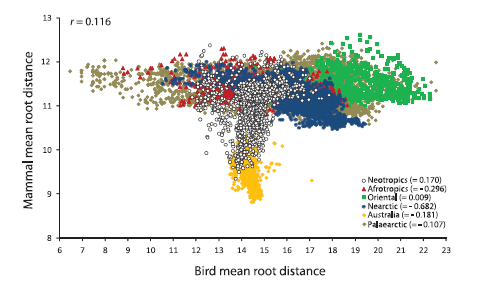 r = 0.116
13
12
11
10
9
8
Mammal mean root distance
6 7 8 9 10 11 12 13 14 15 16 17 18 19 20 21 22 23
Bird mean root distance
Neotropics (= 0.170)
Afrotropics (= −0.296)
Oriental (= 0.009)
Nearctic (= −0.682)
Australia (= −0.181)
Palaearctic (= −0.107)